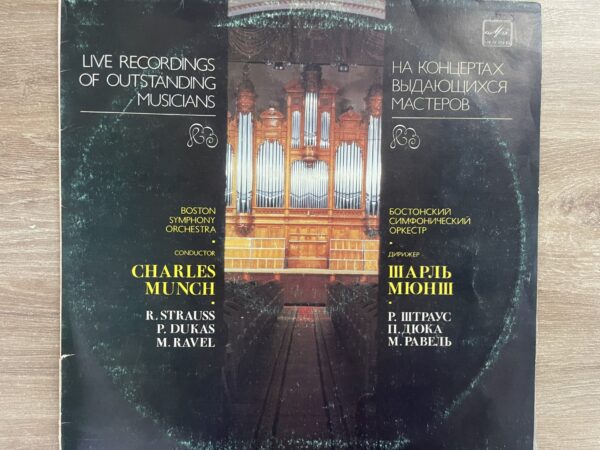 LIVE RECORDINGS
OF OUTSTANDING
MUSICIANS
BOSTON
SYMPHONY
ORCHESTRA
CONDUCTOR
CHARLES
MUNCH
R. STRAUSS
P. DUKAS
M. RAVEL
НА КОНЦЕРТАХ
ВЫДАЮЩИХСЯ
МАСТЕРОВ
БОСТОНСКИЙ
СИМФОНИЧЕСКИЙ
ОРКЕСТР
ДИРИЖЕР
ШАРЛЬ
МЮНШ
Р. ШТРАУС
П. ДЮКА
М. РАВЕЛЬ